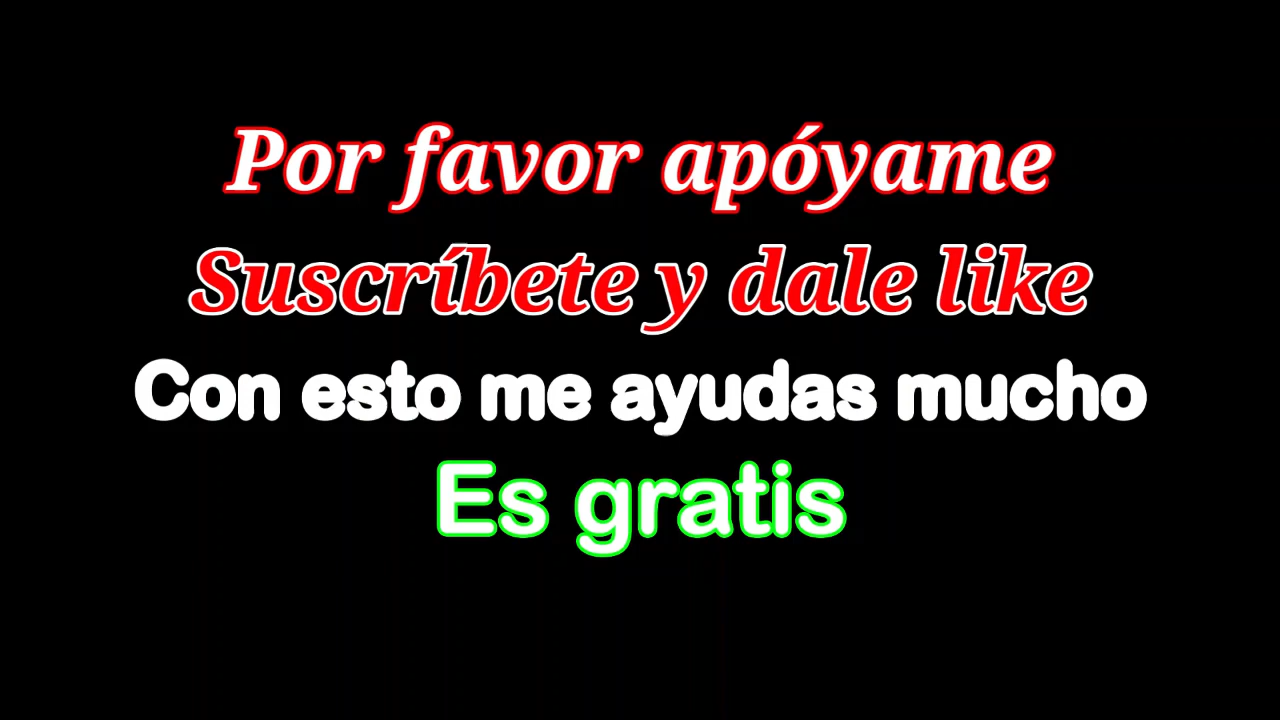 Por favor apóyame
Suscríbete y dale like
Con esto me ayudas mucho
Es gratis